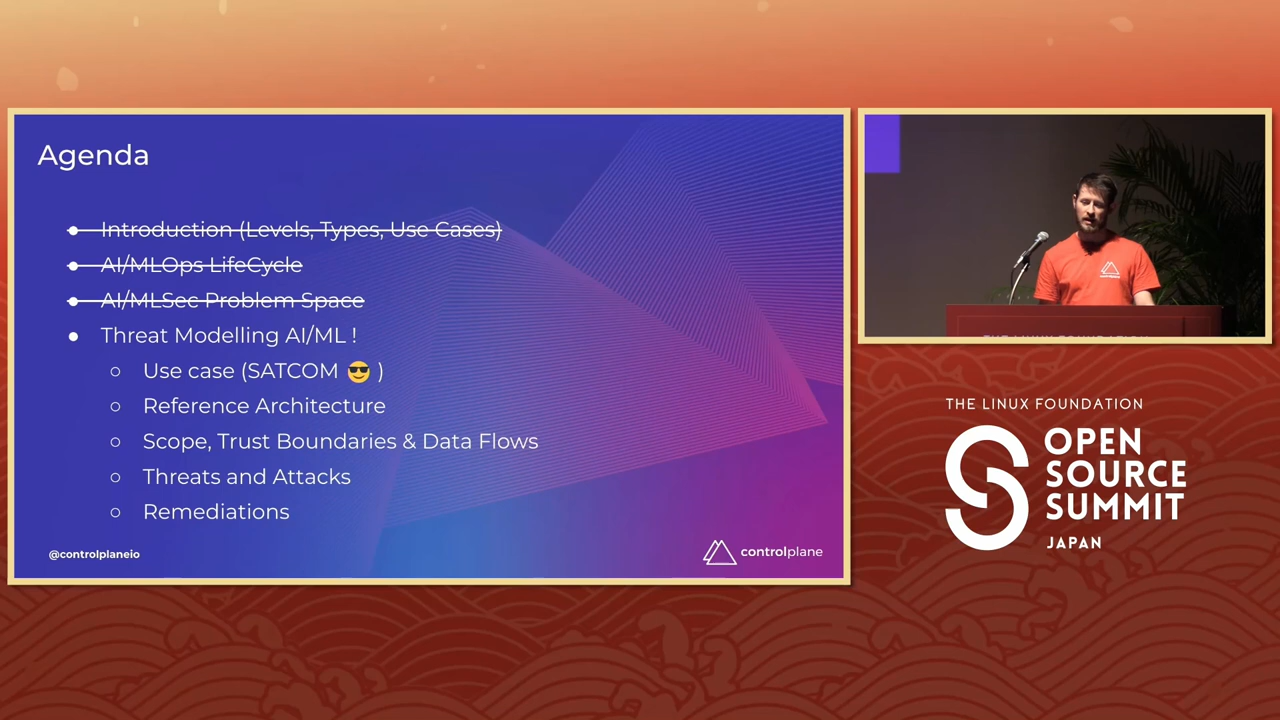 Agenda
● Introduction (Levels, Types, Use Cases)
● AI/MLOps LifeCycle
● AI/MLSec Problem Space
● Threat Modelling AI/ML !
○ Use case (SATCOM 😎 )
○ Reference Architecture
○ Scope, Trust Boundaries & Data Flows
○ Threats and Attacks
○ Remediations
@controlplaneio
controlplane
THE LINUX FOUNDATION
OPEN
SOURCE
SUMMIT
JAPAN